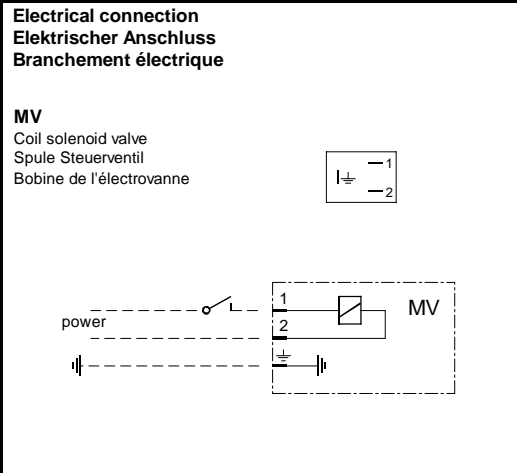 Electrical connection
Elektrischer Anschluss
Branchement électrique
MV
Coil solenoid valve
Spule Steuerventil
Bobine de l'électrovanne
1
2
1
MV
power
2